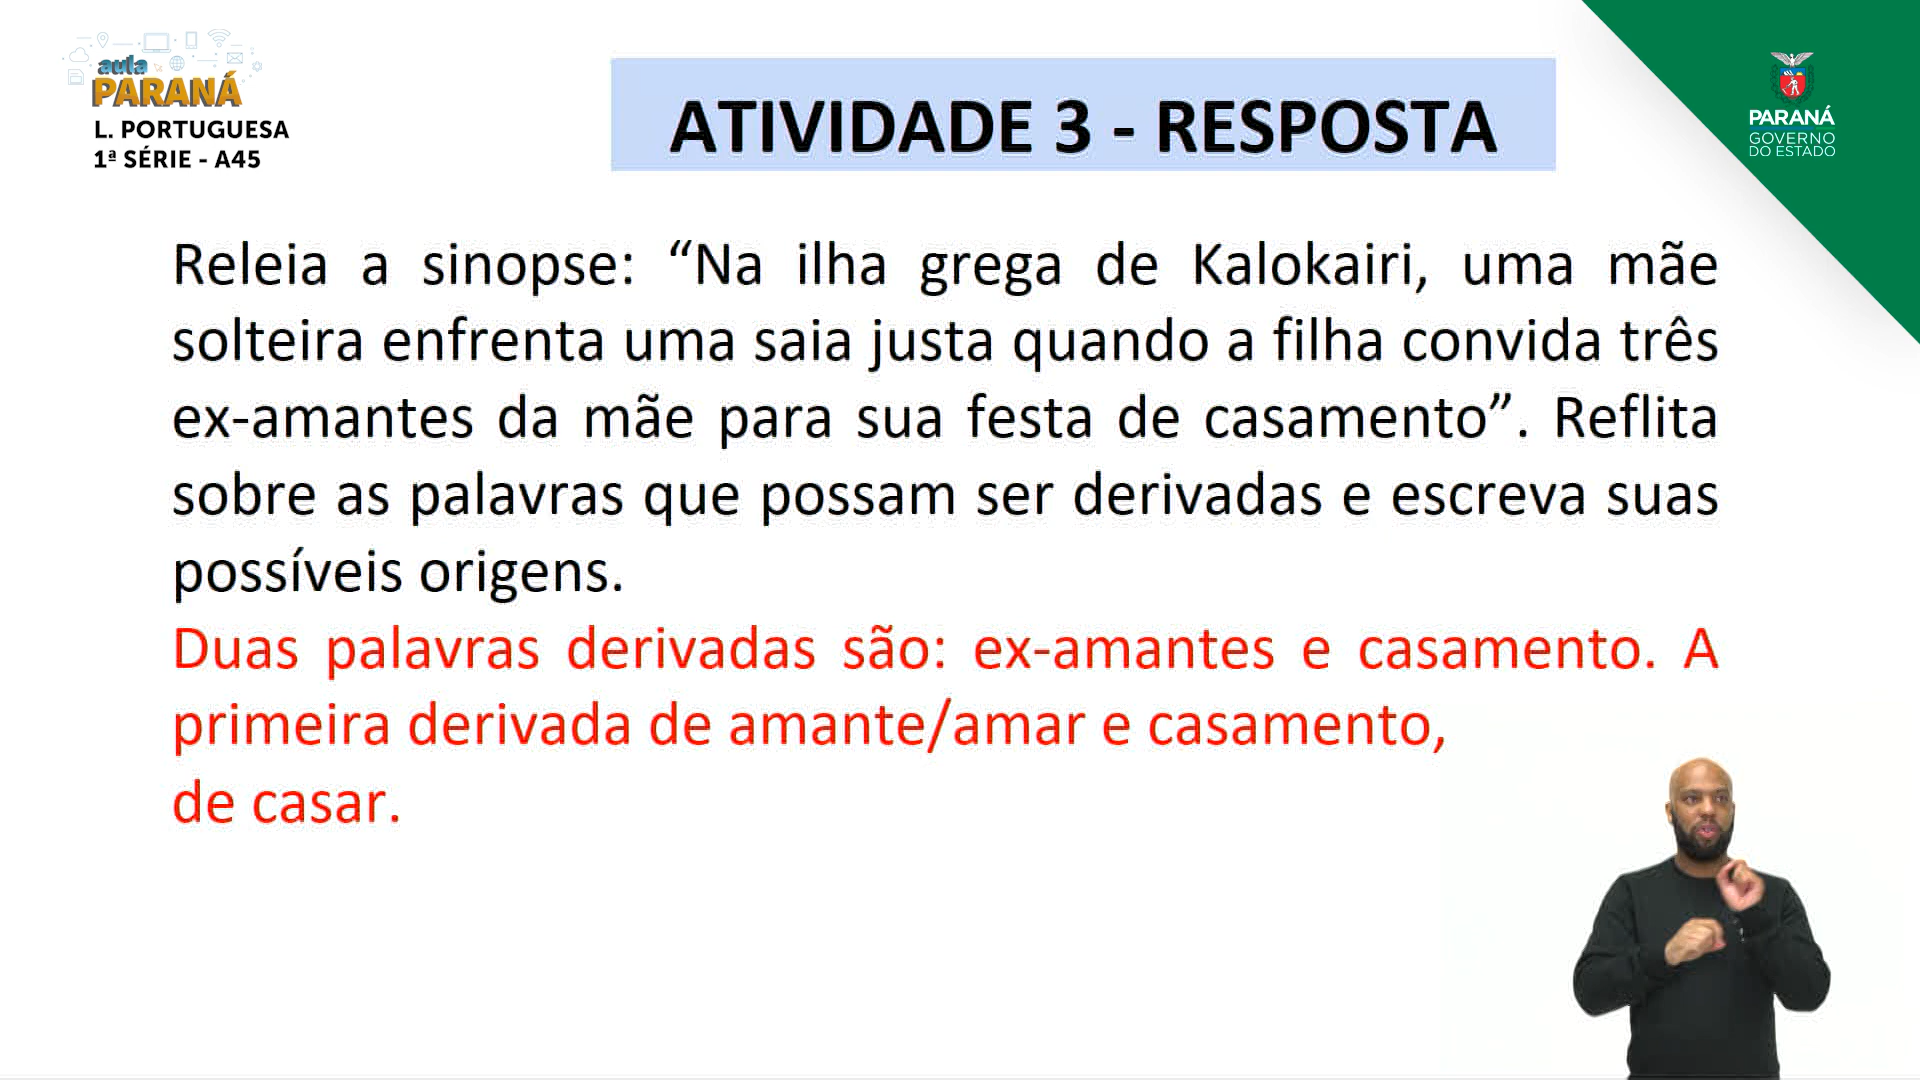 aula
PARANÁ
L. PORTUGUESA
1ª SÉRIE - A45
ATIVIDADE 3 - RESPOSTA
PARANÁ
GOVERNO
DO ESTADO
Releia a sinopse: “Na ilha grega de Kalokairi, uma mãe
solteira enfrenta uma saia justa quando a filha convida três
ex-amantes da mãe para sua festa de casamento”. Reflita
sobre as palavras que possam ser derivadas e escreva suas
possíveis origens.
Duas palavras derivadas são: ex-amantes e casamento. A
primeira derivada de amante/amar e casamento,
de casar.